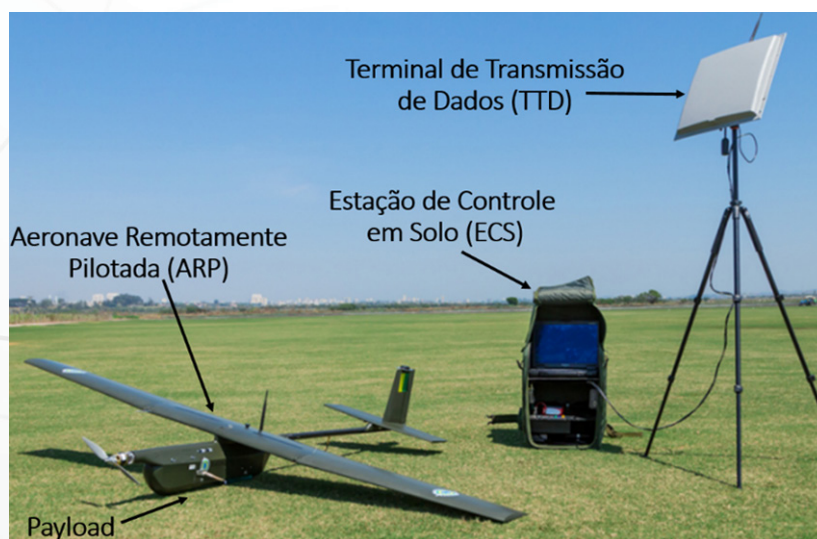 Terminal de Transmissão
de Dados (TTD)
Estação de Controle
em Solo (ECS)
Aeronave Remotamente
Pilotada (ARP)
Payload